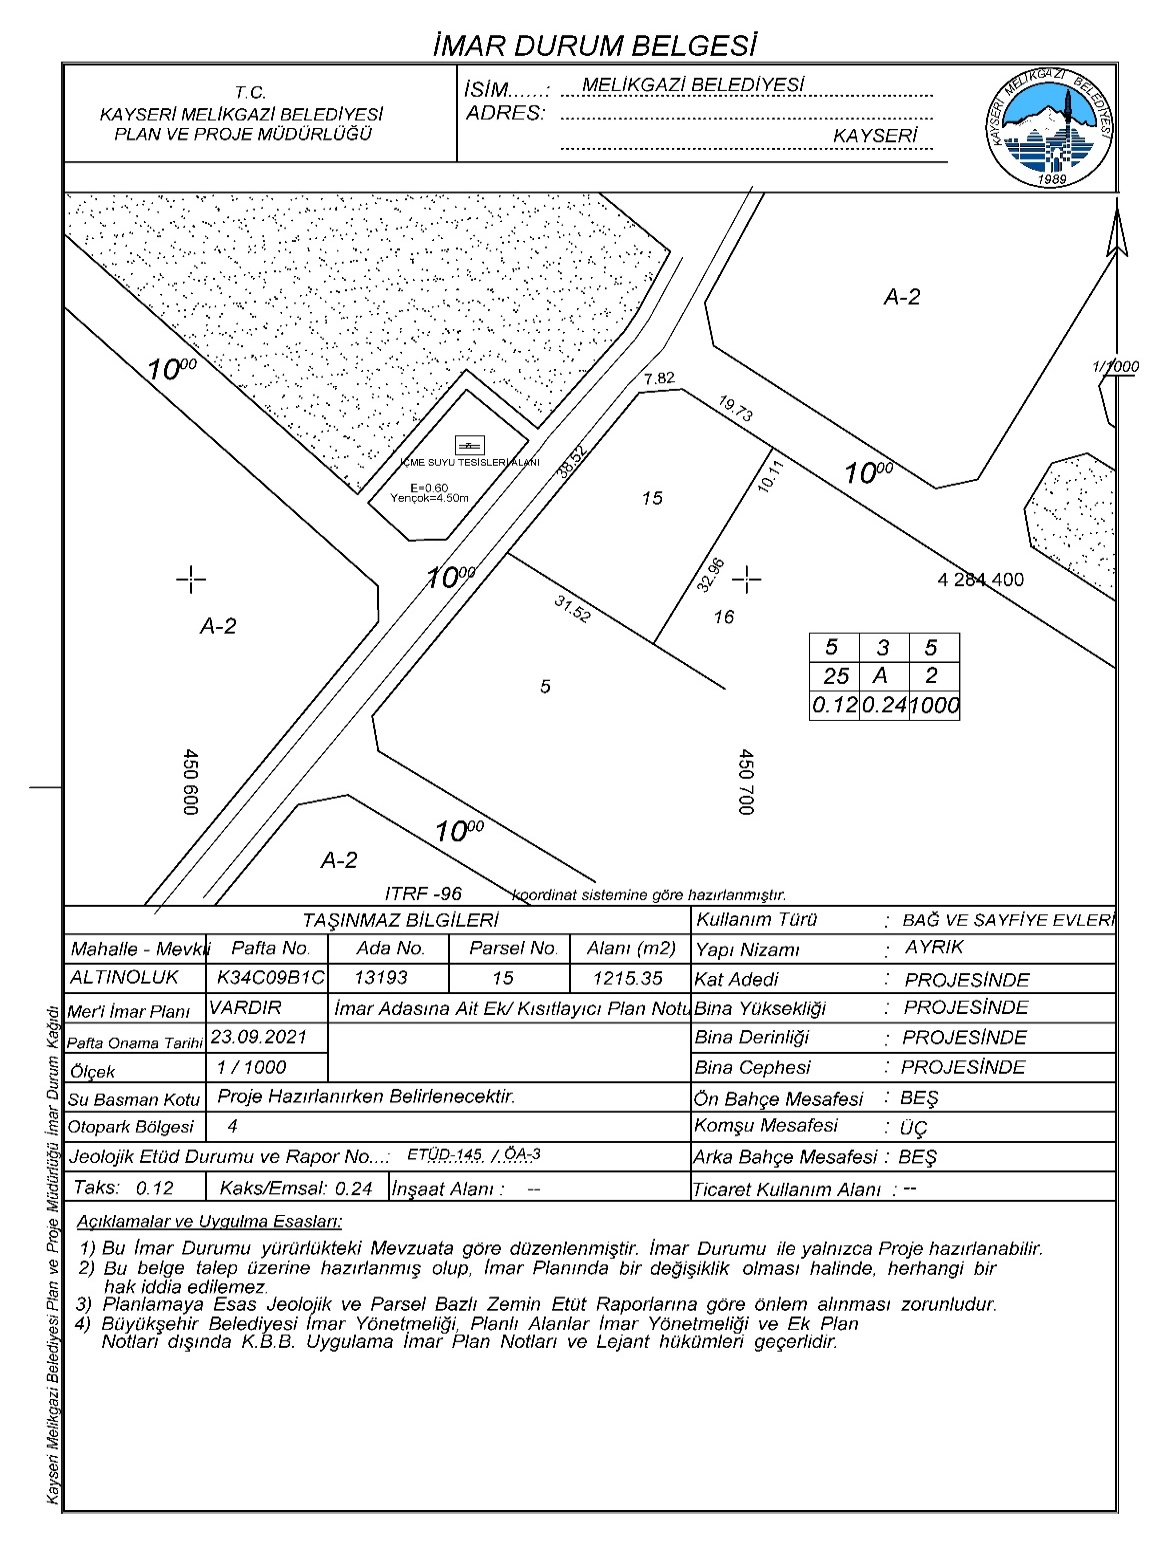 İMAR DURUM BELGESİ
T.C.
KAYSERİ MELİKGAZİ BELEDİYESİ
PLAN VE PROJE MÜDÜRLÜĞÜ
İSİM......: MELİKGAZİ BELEDİYESİ
ADRES:
KAYSERİ
KAYSERİ MELİKGAZİ BELEDİYESİ
1989
A-2
10⁰⁰
1/1000
7.82
19.73
38.52
10.11
10⁰⁰
İÇME SUYU TESİSLERİ ALANI
E=0.60
Yençok=4.50m
15
10⁰⁰
32.96
4 284 400
31.52
16
A-2
5 3 5
25 A 2
0.12 0.24 1000
5
450 600
450 700
10⁰⁰
A-2
ITRF -96 koordinat sistemine göre hazırlanmıştır.
TAŞINMAZ BİLGİLERİ
Kullanım Türü : BAĞ VE SAYFİYE EVLERİ
Mahalle - Mevkii Pafta No. Ada No. Parsel No. Alanı (m2)
Yapı Nizamı : AYRIK
ALTINOLUK K34C09B1C 13193 15 1215.35
Kat Adedi : PROJESİNDE
Mer'i İmar Planı VARDIR İmar Adasına Ait Ek/ Kısıtlayıcı Plan Notu
Bina Yüksekliği : PROJESİNDE
Pafta Onama Tarihi 23.09.2021
Bina Derinliği : PROJESİNDE
Ölçek 1 / 1000
Bina Cephesi : PROJESİNDE
Su Basman Kotu Proje Hazırlanırken Belirlenecektir.
Ön Bahçe Mesafesi : BEŞ
Otopark Bölgesi 4
Komşu Mesafesi : ÜÇ
Jeolojik Etüd Durumu ve Rapor No...: ETÜD-145 / ÖA-3
Arka Bahçe Mesafesi : BEŞ
Taks: 0.12 Kaks/Emsal: 0.24 İnşaat Alanı : --
Ticaret Kullanım Alanı : --
Açıklamalar ve Uygulma Esasları:
1) Bu İmar Durumu yürürlükteki Mevzuata göre düzenlenmiştir. İmar Durumu ile yalnızca Proje hazırlanabilir.
2) Bu belge talep üzerine hazırlanmış olup, İmar Planında bir değişiklik olması halinde, herhangi bir
hak iddia edilemez.
3) Planlamaya Esas Jeolojik ve Parsel Bazlı Zemin Etüt Raporlarına göre önlem alınması zorunludur.
4) Büyükşehir Belediyesi İmar Yönetmeliği, Planlı Alanlar İmar Yönetmeliği ve Ek Plan
Notları dışında K.B.B. Uygulama İmar Plan Notları ve Lejant hükümleri geçerlidir.
Kayseri Melikgazi Belediyesi Plan ve Proje Müdürlüğü İmar Durum Kağıdı